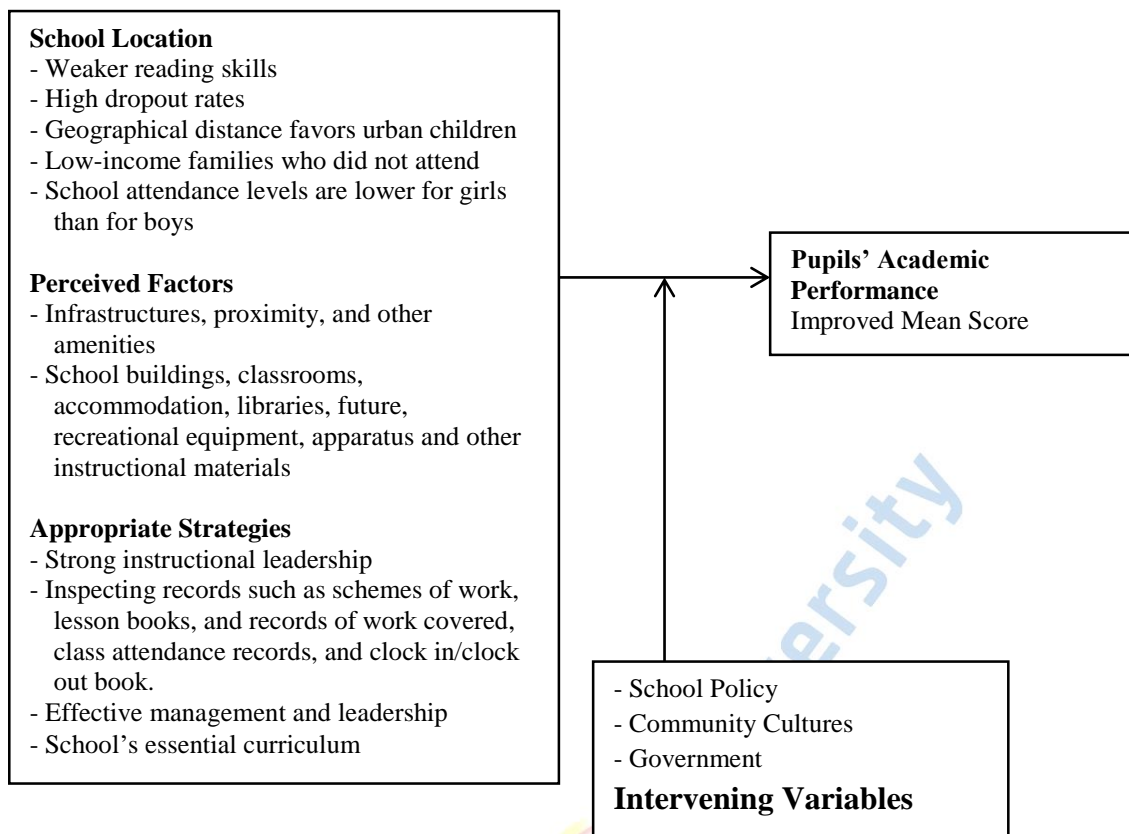 School Location
- Weaker reading skills
- High dropout rates
- Geographical distance favors urban children
- Low-income families who did not attend
- School attendance levels are lower for girls
than for boys
Perceived Factors
- Infrastructures, proximity, and other
amenities
- School buildings, classrooms,
accommodation, libraries, future,
recreational equipment, apparatus and other
instructional materials
Appropriate Strategies
- Strong instructional leadership
- Inspecting records such as schemes of work,
lesson books, and records of work covered,
class attendance records, and clock in/clock
out book.
- Effective management and leadership
- School’s essential curriculum
Pupils’ Academic
Performance
Improved Mean Score
- School Policy
- Community Cultures
- Government
Intervening Variables